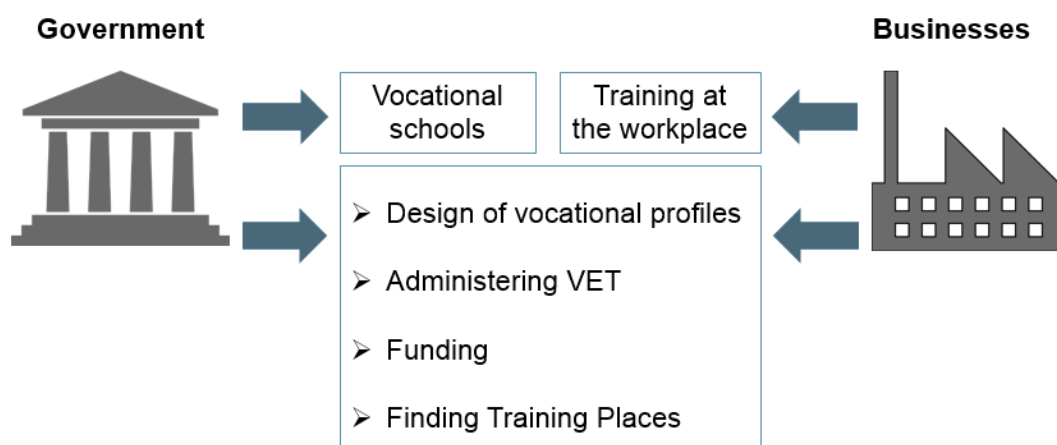 Government
Businesses
Vocational
schools
Training at
the workplace
➢ Design of vocational profiles
➢ Administering VET
➢ Funding
➢ Finding Training Places